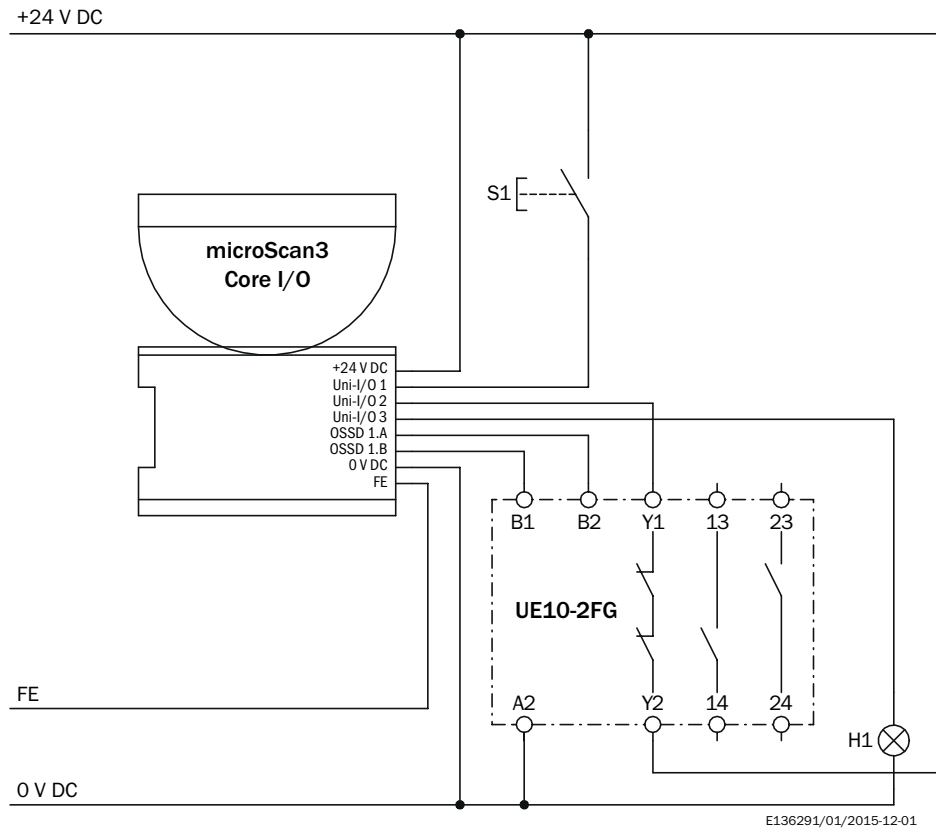 +24 V DC
S1
microScan3
Core I/O
+24 V DC
Uni-I/O 1
Uni-I/O 2
Uni-I/O 3
OSSD 1.A
OSSD 1.B
0 V DC
FE
B1 B2 Y1 13 23
UE10-2FG
FE
A2 Y2 14 24
H1
0 V DC
E136291/01/2015-12-01